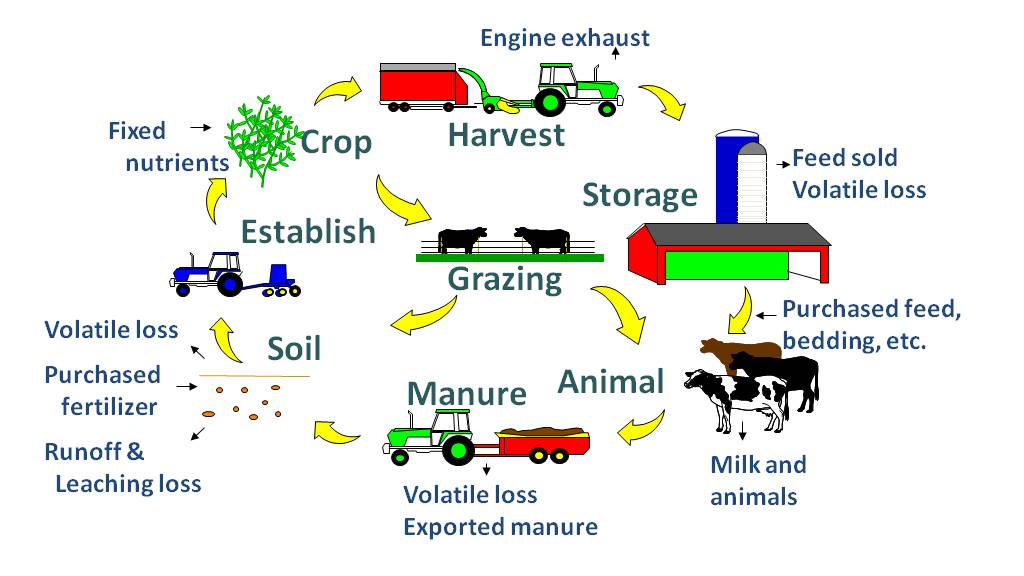 Engine exhaust
Fixed
nutrients
Crop
Harvest
Storage
Feed sold
Volatile loss
Establish
Grazing
Purchased feed,
bedding, etc.
Volatile loss
Soil
Purchased
fertilizer
Manure
Animal
Runoff &
Leaching loss
Milk and
animals
Volatile loss
Exported manure